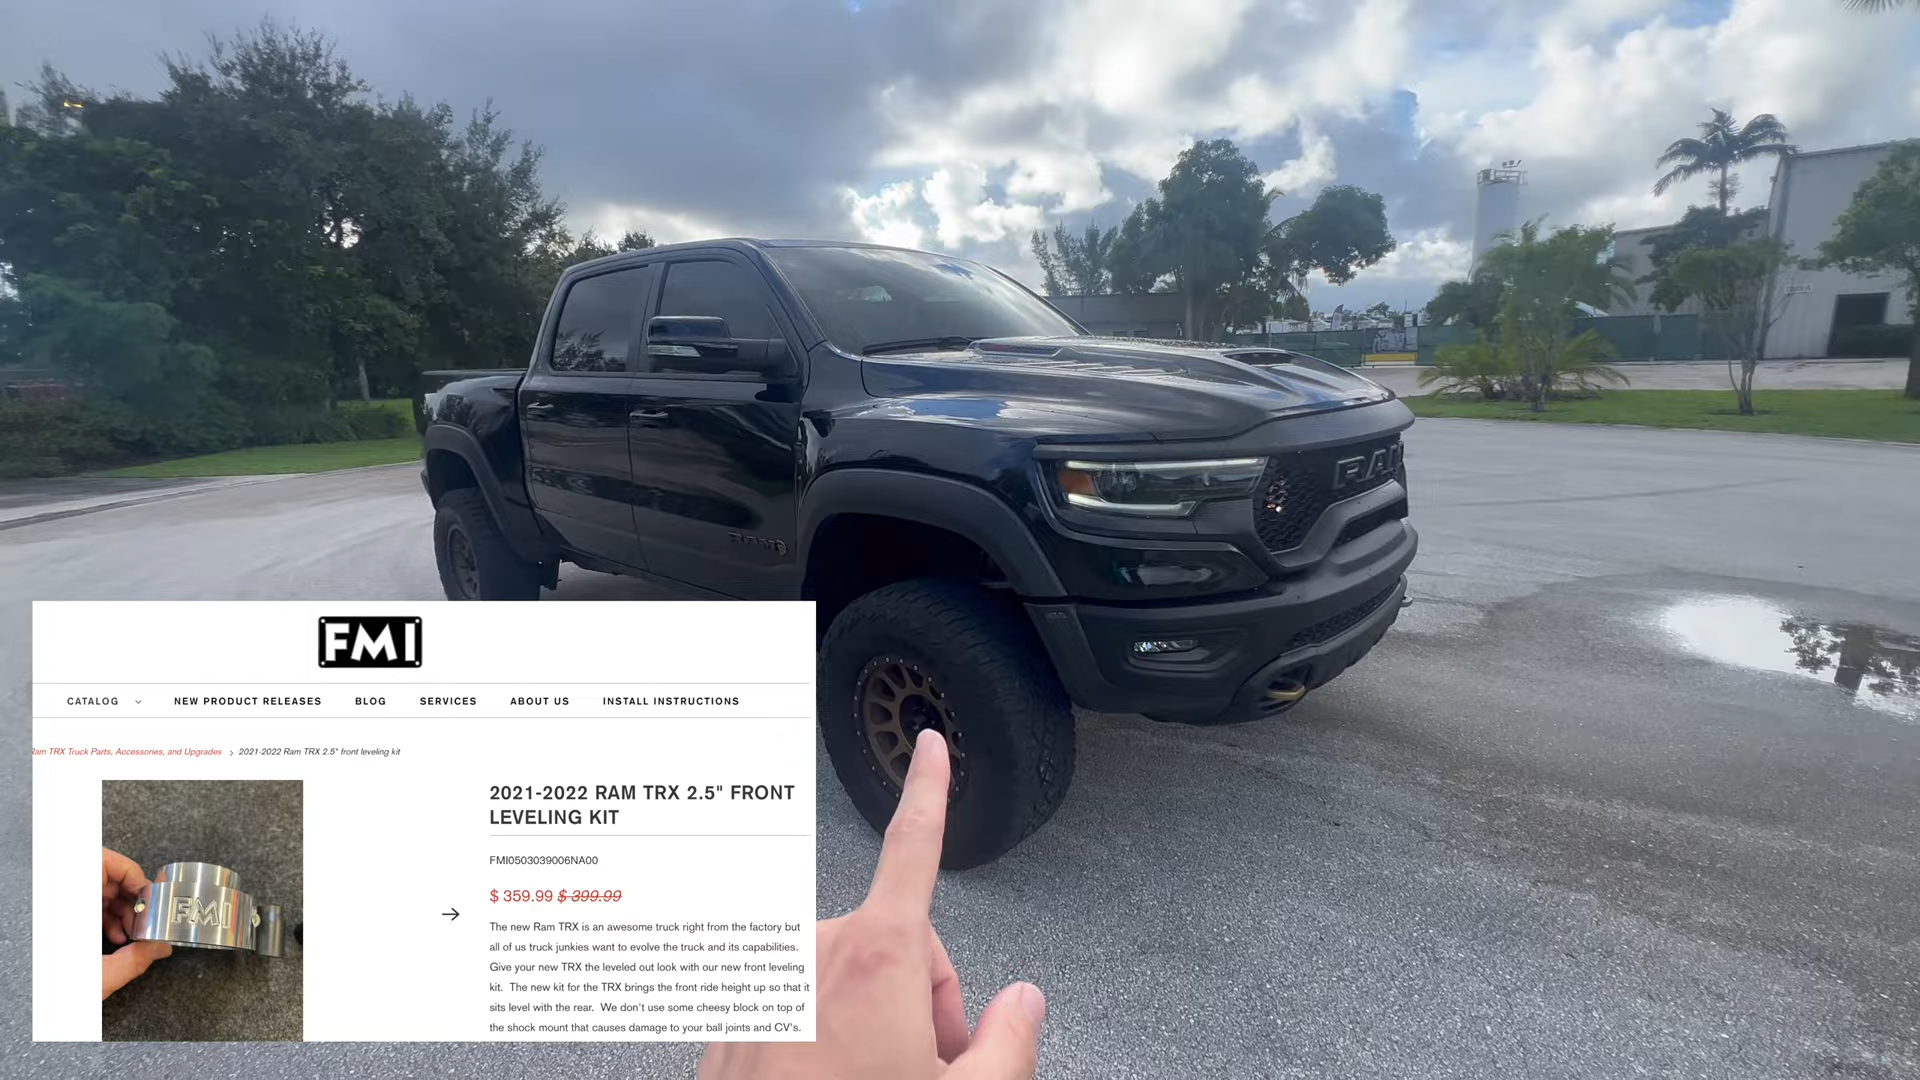 RAM
FMI
CATALOG
NEW PRODUCT RELEASES
BLOG
SERVICES
ABOUT US
INSTALL INSTRUCTIONS
Ram TRX Truck Parts, Accessories, and Upgrades > 2021-2022 Ram TRX 2.5" front leveling kit
FMI
2021-2022 RAM TRX 2.5" FRONT
LEVELING KIT
FMI0503039006NA00
$ 359.99 $ 399.99
The new Ram TRX is an awesome truck right from the factory but
all of us truck junkies want to evolve the truck and its capabilities.
Give your new TRX the leveled out look with our new front leveling
kit. The new kit for the TRX brings the front ride height up so that it
sits level with the rear. We don't use some cheesy block on top of
the shock mount that causes damage to your ball joints and CV's.